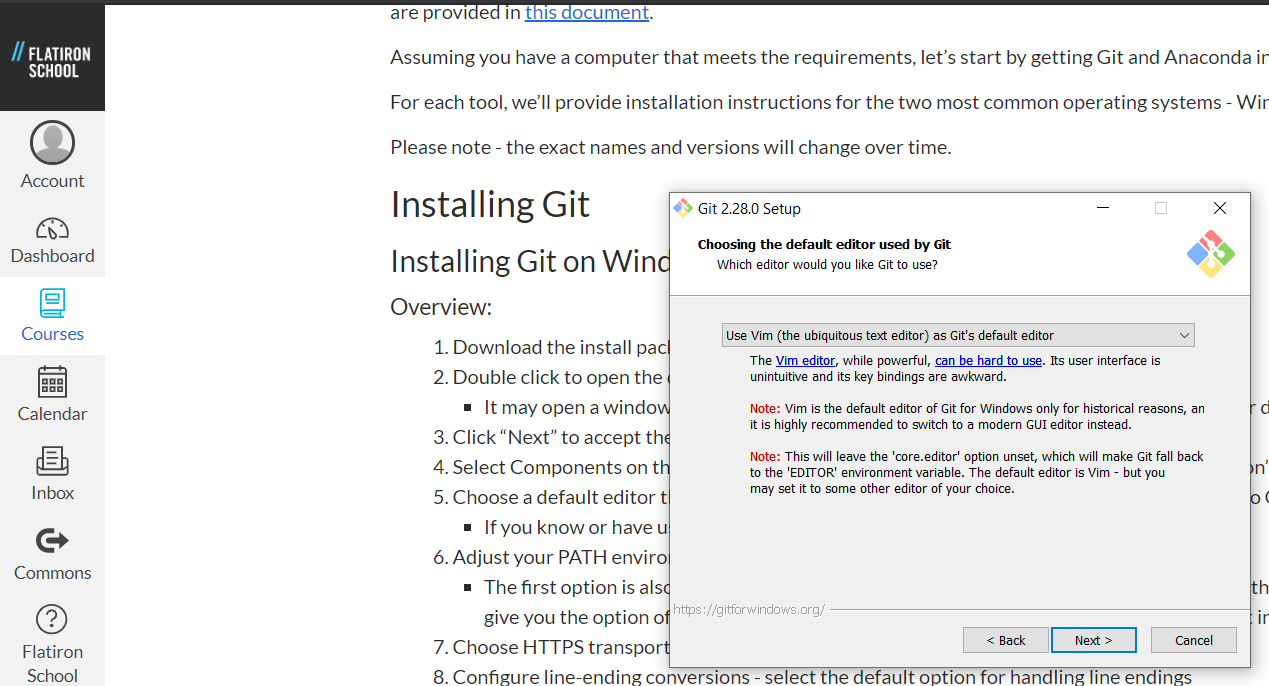 are provided in this document.
FLATIRON
SCHOOL
Assuming you have a computer that meets the requirements, let’s start by getting Git and Anaconda in
For each tool, we’ll provide installation instructions for the two most common operating systems - Win
Please note - the exact names and versions will change over time.
Account
Dashboard
Courses
Calendar
Inbox
Commons
Flatiron
School
Installing Git
Installing Git on Wind
Overview:
1. Download the install pac
2. Double click to open the
It may open a window
3. Click “Next” to accept the
4. Select Components on th
5. Choose a default editor t
If you know or have u
6. Adjust your PATH enviro
The first option is also
give you the option of
7. Choose HTTPS transport
8. Configure line-ending conversions - select the default option for handling line endings
Git 2.28.0 Setup
Choosing the default editor used by Git
Which editor would you like Git to use?
Use Vim (the ubiquitous text editor) as Git's default editor
The Vim editor, while powerful, can be hard to use. Its user interface is
unintuitive and its key bindings are awkward.
Note: Vim is the default editor of Git for Windows only for historical reasons, an
it is highly recommended to switch to a modern GUI editor instead.
Note: This will leave the 'core.editor' option unset, which will make Git fall back
to the 'EDITOR' environment variable. The default editor is Vim - but you
may set it to some other editor of your choice.
https://gitforwindows.org/
< Back
Next >
Cancel